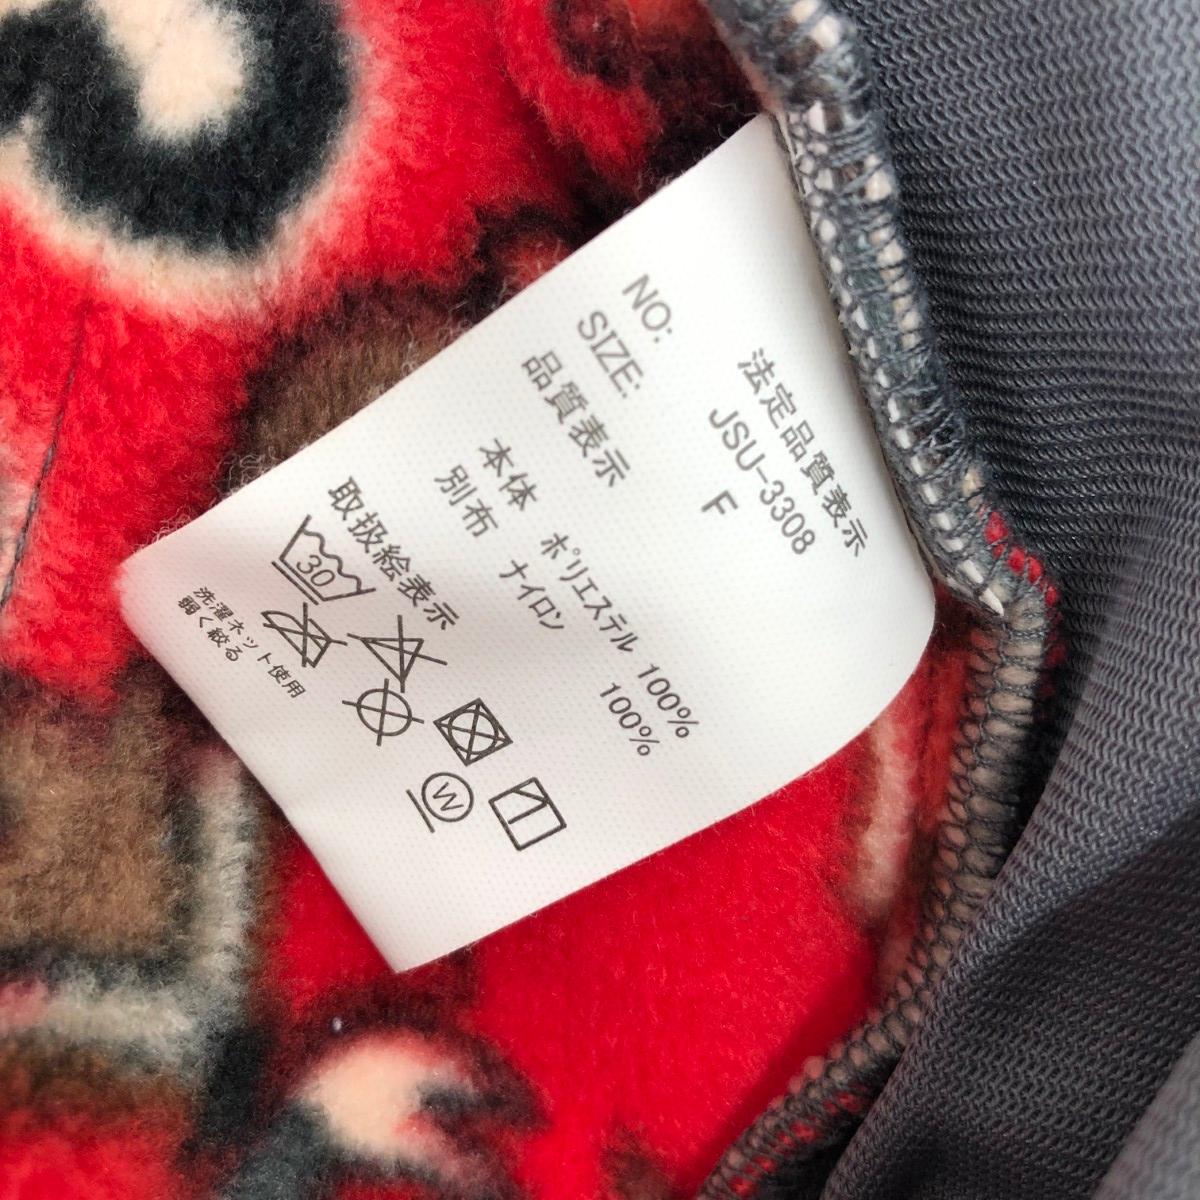 法定品質表示
NO: JSU-3308
SIZE: F
品質表示
本体 ポリエステル 100%
別布 ナイロン 100%
取扱絵表示
30
W
洗濯ネット使用
弱く絞る